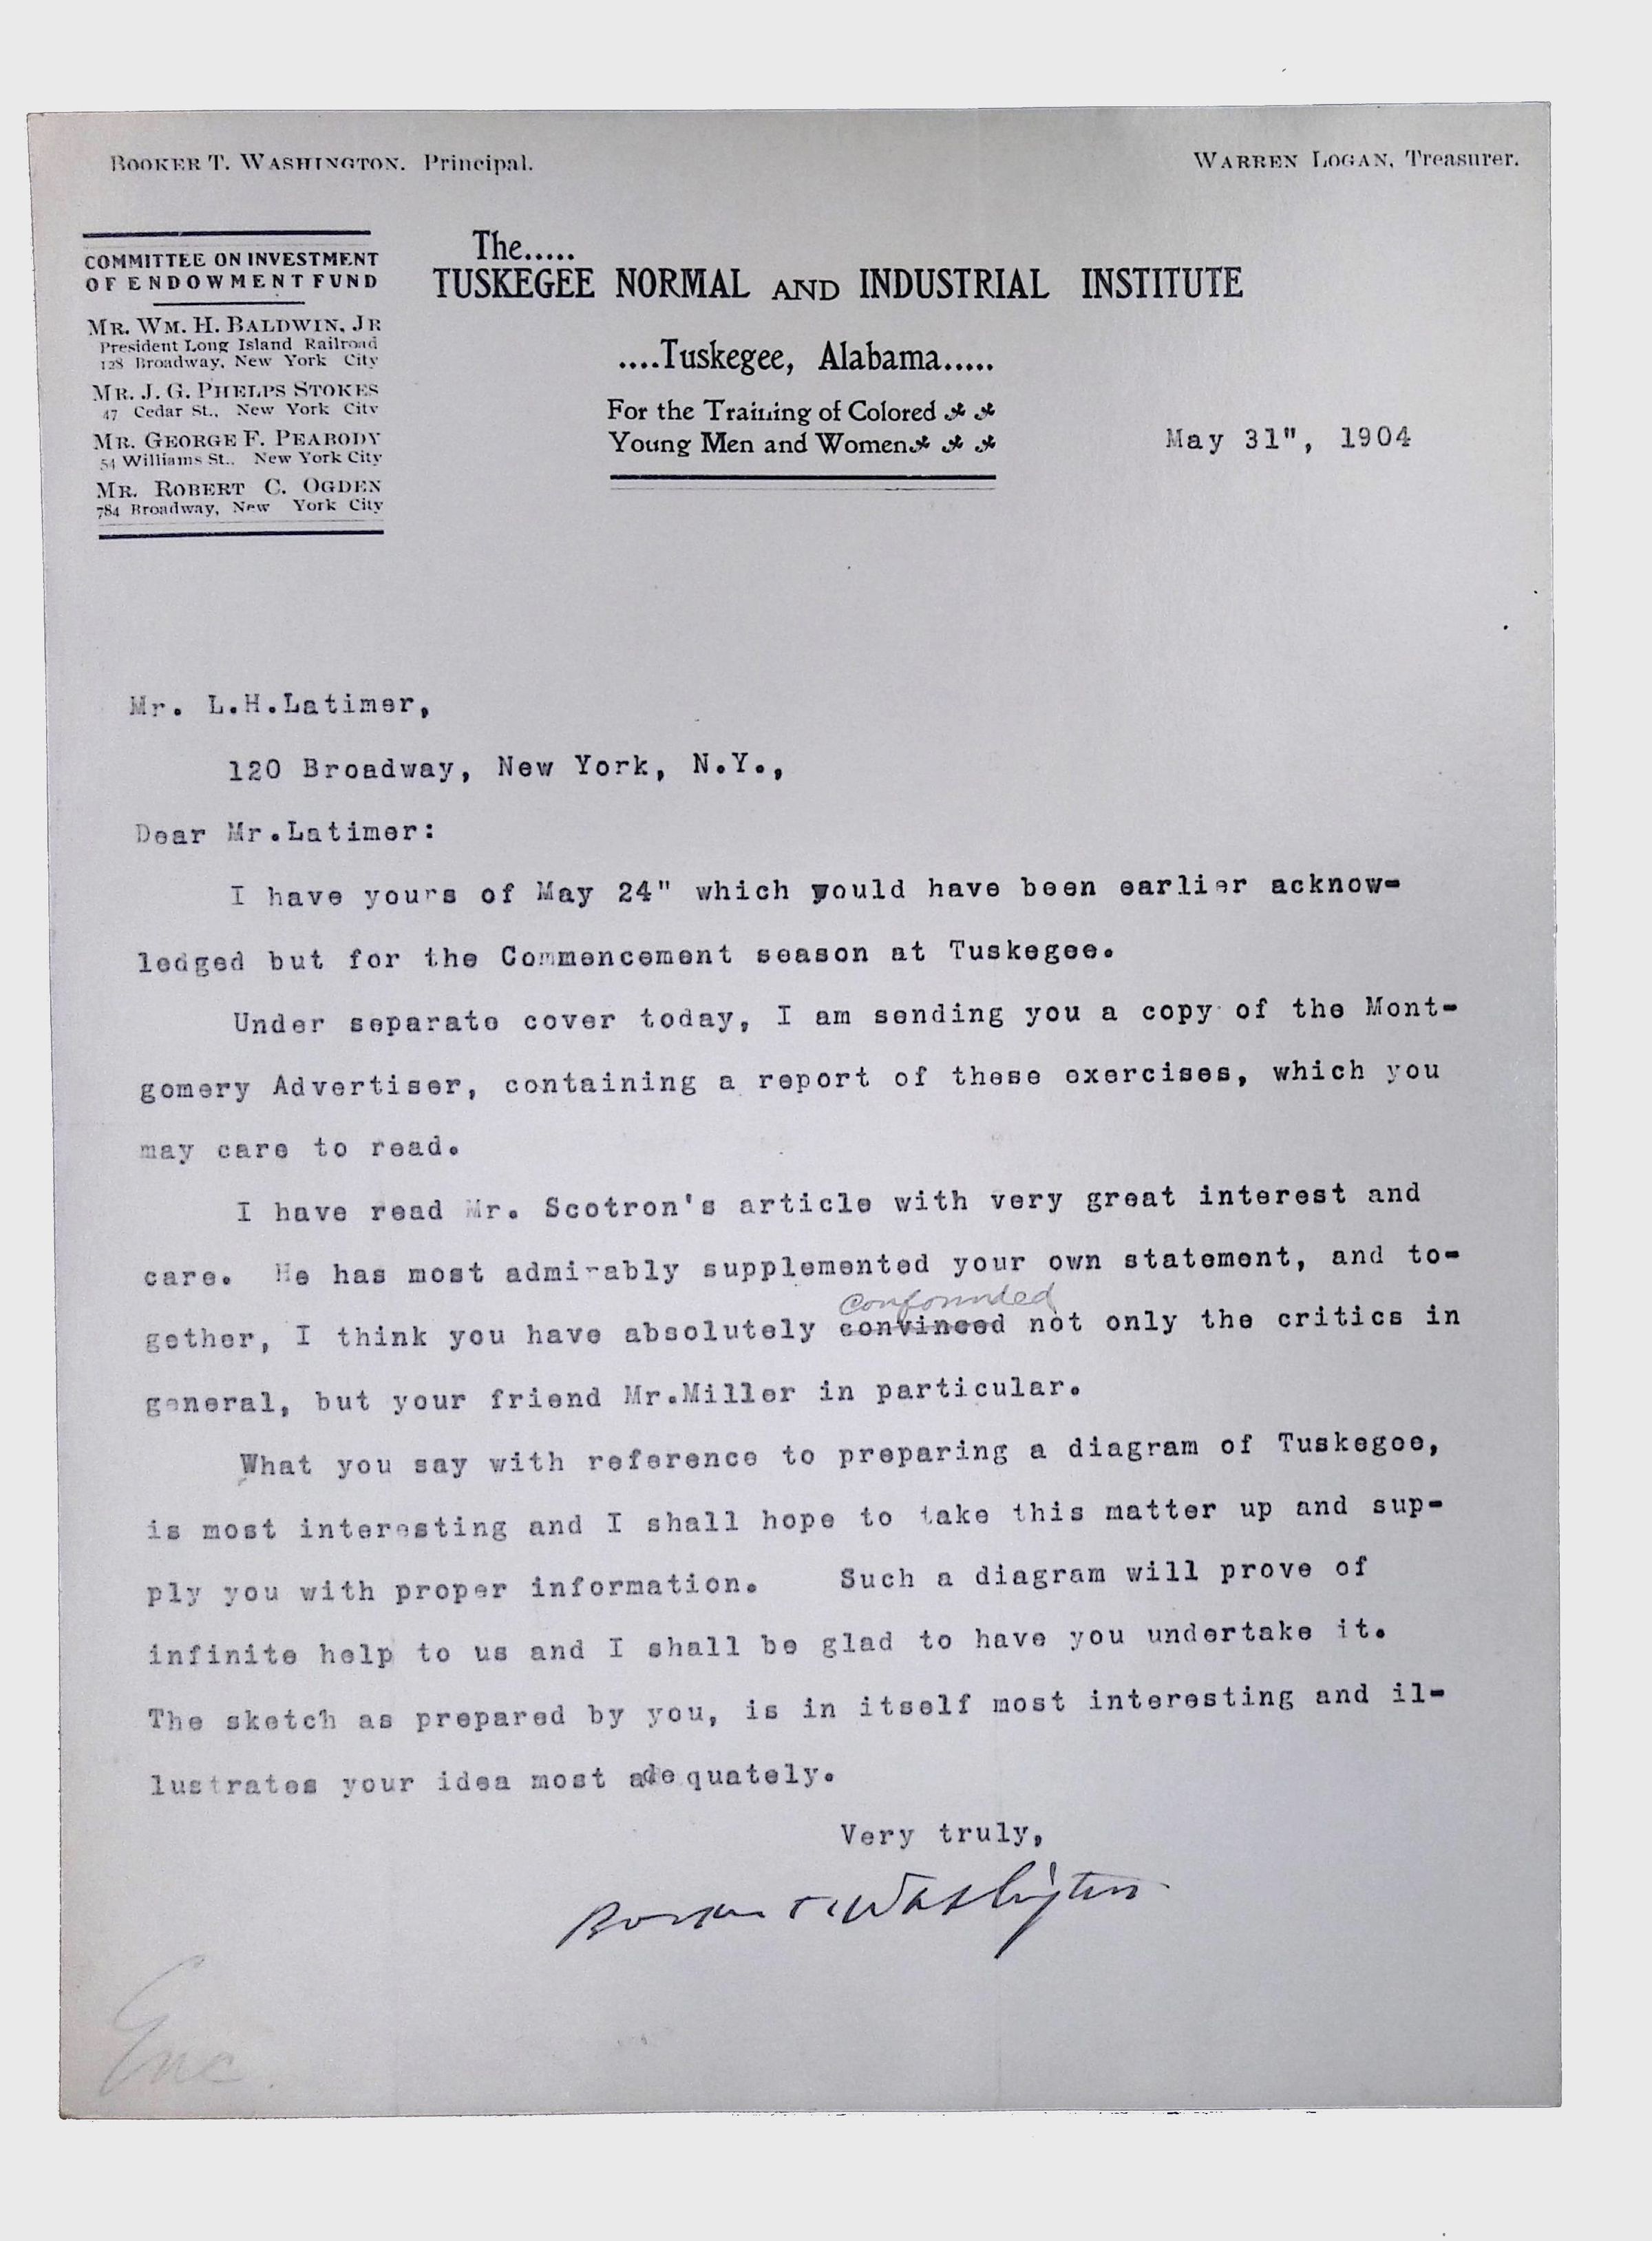 BOOKER T. WASHINGTON. Principal.
WARREN LOGAN, Treasurer.
COMMITTEE ON INVESTMENT
OF ENDOWMENT FUND
MR. WM. H. BALDWIN, JR
President Long Island Railroad
128 Broadway, New York City
MR. J. G. PHELPS STOKES
47 Cedar St., New York City
MR. GEORGE F. PEABODY
54 Williams St.. New York City
MR. ROBERT C. OGDEN
784 Broadway, New York City
The.....
TUSKEGEE NORMAL AND INDUSTRIAL INSTITUTE
....Tuskegee, Alabama.....
For the Training of Colored
Young Men and Women
May 31", 1904
Mr. L.H.Latimer,
120 Broadway, New York, N.Y.,
Dear Mr.Latimer:
I have yours of May 24" which would have been earlier acknow-
ledged but for the Commencement season at Tuskegee.
Under separate cover today, I am sending you a copy of the Mont-
gomery Advertiser, containing a report of these exercises, which you
may care to read.
I have read Mr. Scotron's article with very great interest and
care. He has most admirably supplemented your own statement, and to-
confounded
gether, I think you have absolutely convinced not only the critics in
general, but your friend Mr.Miller in particular.
What you say with reference to preparing a diagram of Tuskegee,
is most interesting and I shall hope to take this matter up and sup-
ply you with proper information. Such a diagram will prove of
infinite help to us and I shall be glad to have you undertake it.
The sketch as prepared by you, is in itself most interesting and il-
lustrates your idea most adequately.
Very truly,
Booker T. Washington
Enc.